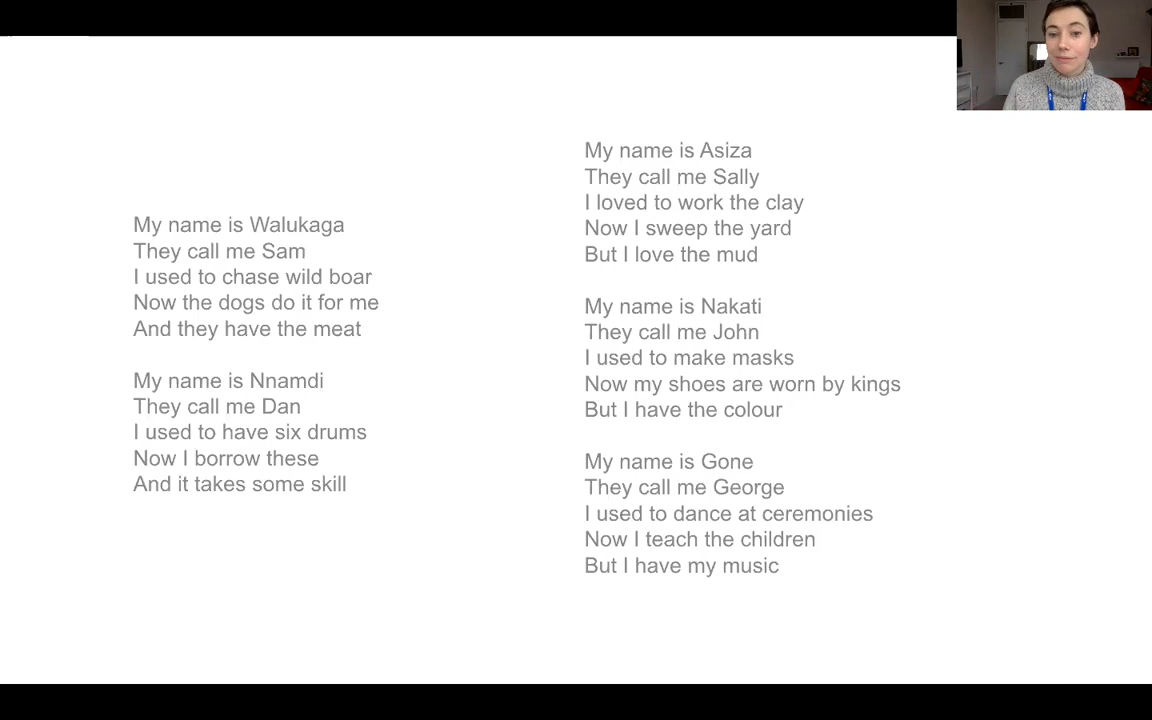 My name is Walukaga
They call me Sam
I used to chase wild boar
Now the dogs do it for me
And they have the meat
My name is Nnamdi
They call me Dan
I used to have six drums
Now I borrow these
And it takes some skill
My name is Asiza
They call me Sally
I loved to work the clay
Now I sweep the yard
But I love the mud
My name is Nakati
They call me John
I used to make masks
Now my shoes are worn by kings
But I have the colour
My name is Gone
They call me George
I used to dance at ceremonies
Now I teach the children
But I have my music